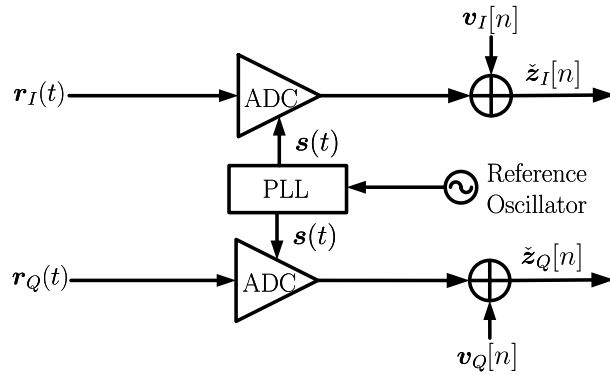 v_I[n]
r_I(t)
ADC
ž_I[n]
s(t)
PLL
Reference
Oscillator
s(t)
r_Q(t)
ADC
ž_Q[n]
v_Q[n]